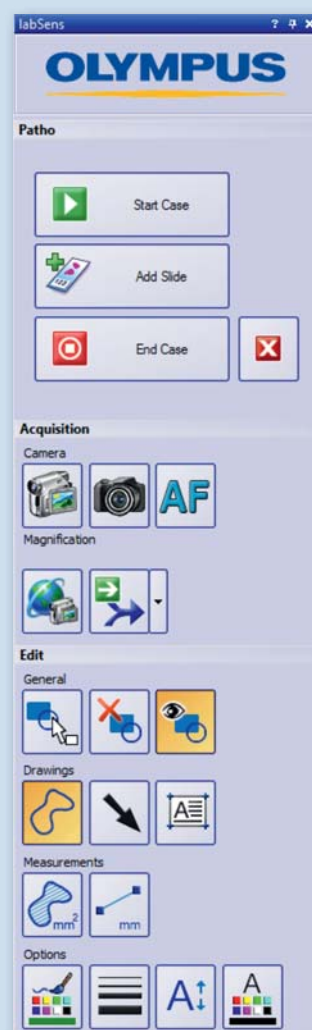 labSens
OLYMPUS
Patho
Start Case
Add Slide
End Case
Acquisition
Camera
AF
Magnification
Edit
General
Drawings
A
Measurements
mm²
mm
Options
A
A